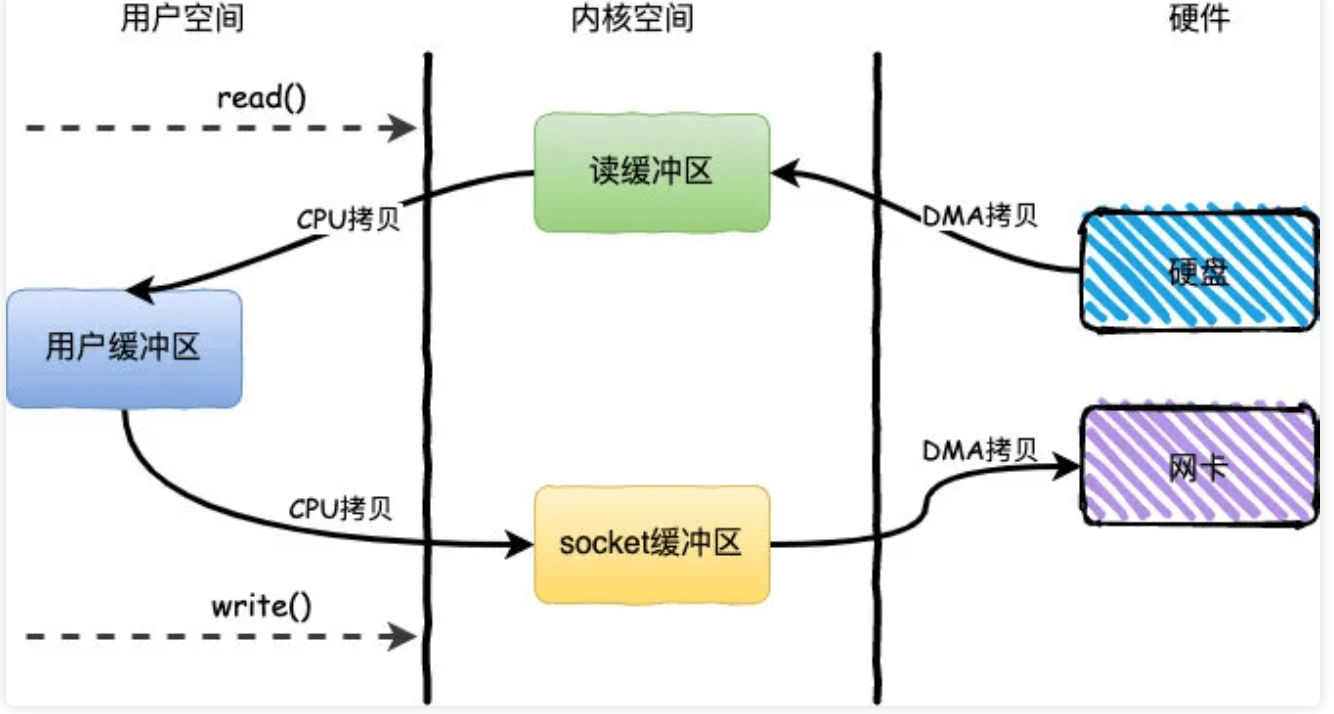 用户空间
内核空间
硬件
read()
读缓冲区
CPU拷贝
DMA拷贝
硬盘
用户缓冲区
DMA拷贝
网卡
CPU拷贝
socket缓冲区
write()